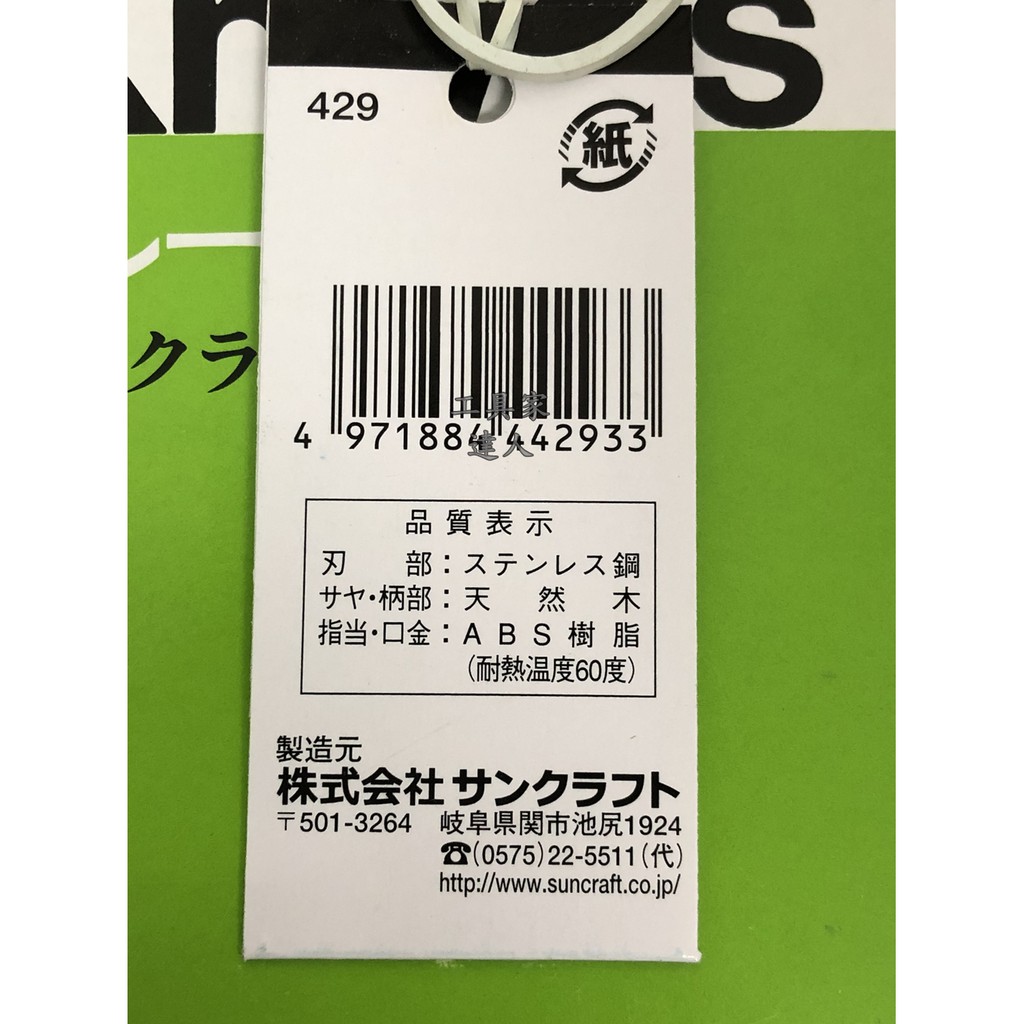 429
紙
クラ
4 971884 442933
工具家
達人
品質表示
刃部：ステンレス鋼
サヤ・柄部：天然木
指当・口金：ABS樹脂
（耐熱温度60度）
製造元
株式会社サンクラフト
〒501-3264 岐阜県関市池尻1924
☎(0575)22-5511(代)
http://www.suncraft.co.jp/